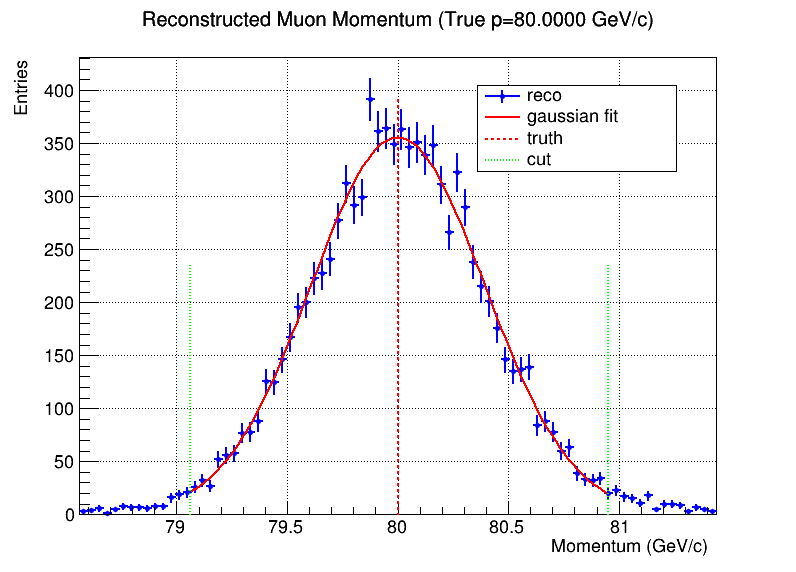 Reconstructed Muon Momentum (True p=80.0000 GeV/c)
Entries
400
350
300
250
200
150
100
50
0
reco
gaussian fit
truth
cut
79
79.5
80
80.5
81
Momentum (GeV/c)